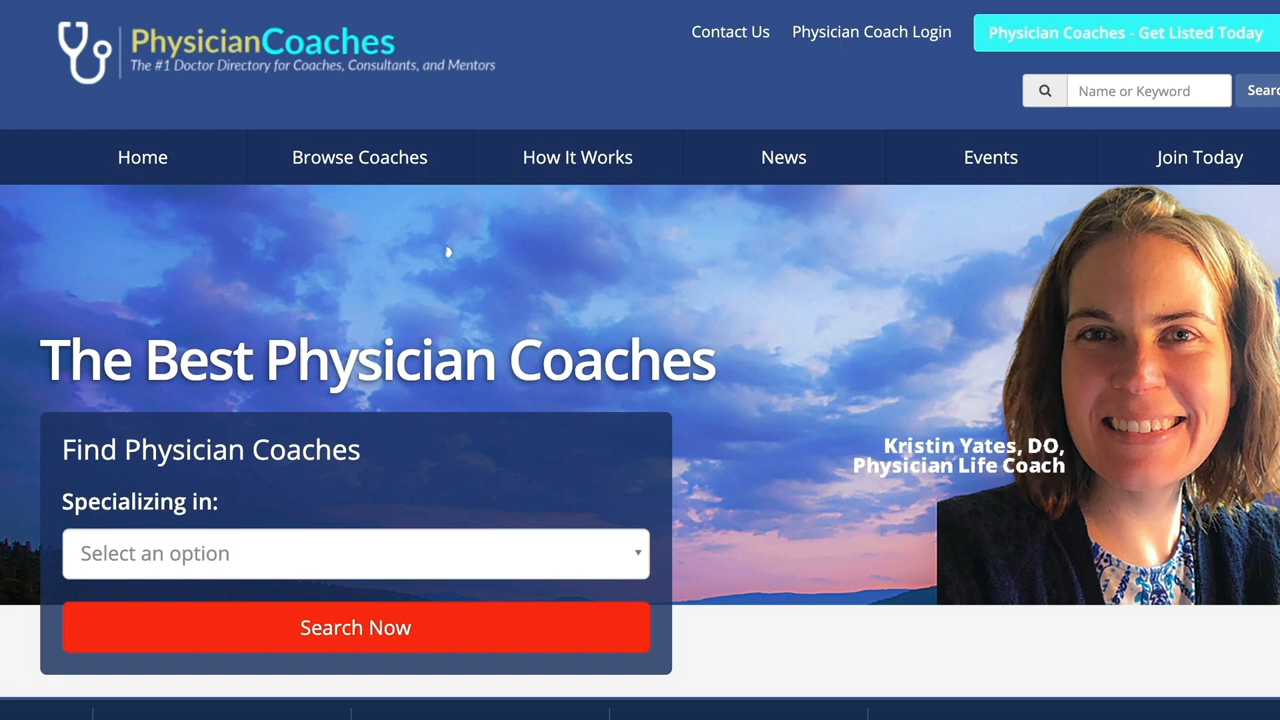 PhysicianCoaches
The #1 Doctor Directory for Coaches, Consultants, and Mentors
Contact Us
Physician Coach Login
Physician Coaches - Get Listed Today
Name or Keyword
Home
Browse Coaches
How It Works
News
Events
Join Today
The Best Physician Coaches
Find Physician Coaches
Specializing in:
Select an option
Search Now
Kristin Yates, DO,
Physician Life Coach